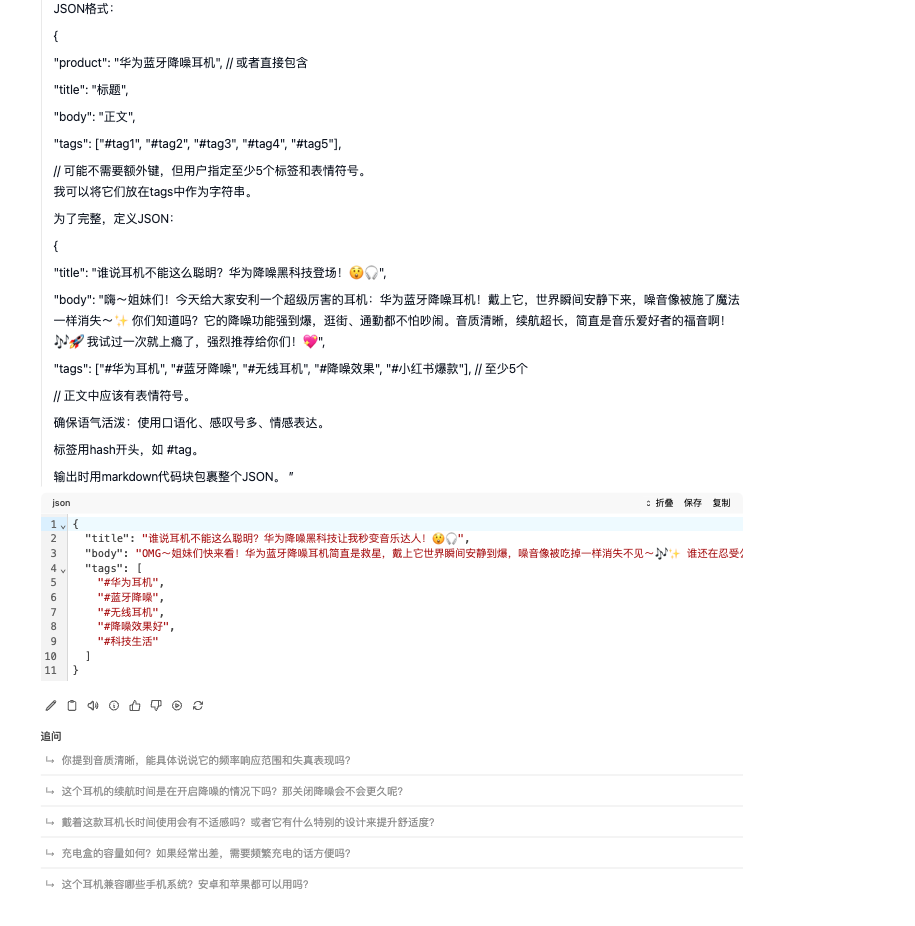 JSON格式：
{
"product": "华为蓝牙降噪耳机", // 或者直接包含
"title": "标题",
"body": "正文",
"tags": ["#tag1", "#tag2", "#tag3", "#tag4", "#tag5"],
// 可能不需要额外键，但用户指定至少5个标签和表情符号。
我可以将它们放在tags中作为字符串。
为了完整，定义JSON：
{
"title": "谁说耳机不能这么聪明？华为降噪黑科技登场！😲🎧",
"body": "嗨～姐妹们！今天给大家安利一个超级厉害的耳机：华为蓝牙降噪耳机！戴上它，世界瞬间安静下来，噪音像被施了魔法
一样消失～✨ 你们知道吗？它的降噪功能强到爆，逛街、通勤都不怕吵闹。音质清晰，续航超长，简直是音乐爱好者的福音啊！
🎶🚀 我试过一次就上瘾了，强烈推荐给你们！💖",
"tags": ["#华为耳机", "#蓝牙降噪", "#无线耳机", "#降噪效果", "#小红书爆款"], // 至少5个
// 正文中应该有表情符号。
确保语气活泼：使用口语化、感叹号多、情感表达。
标签用hash开头，如 #tag。
输出时用markdown代码块包裹整个JSON。 ”
json 折叠 保存 复制
1 {
2 "title": "谁说耳机不能这么聪明？华为降噪黑科技让我秒变音乐达人！😲🎧",
3 "body": "OMG～姐妹们快来看！华为蓝牙降噪耳机简直是救星，戴上它世界瞬间安静到爆，噪音像被吃掉一样消失不见～🎶✨ 谁还在忍受
4 "tags": [
5 "#华为耳机",
6 "#蓝牙降噪",
7 "#无线耳机",
8 "#降噪效果好",
9 "#科技生活"
10 ]
11 }
追问
你提到音质清晰，能具体说说它的频率响应范围和失真表现吗？
这个耳机的续航时间是在开启降噪的情况下吗？那关闭降噪会不会更久呢？
戴着这款耳机长时间使用会有不适感吗？或者它有什么特别的设计来提升舒适度？
充电盒的容量如何？如果经常出差，需要频繁充电的话方便吗？
这个耳机兼容哪些手机系统？安卓和苹果都可以用吗？